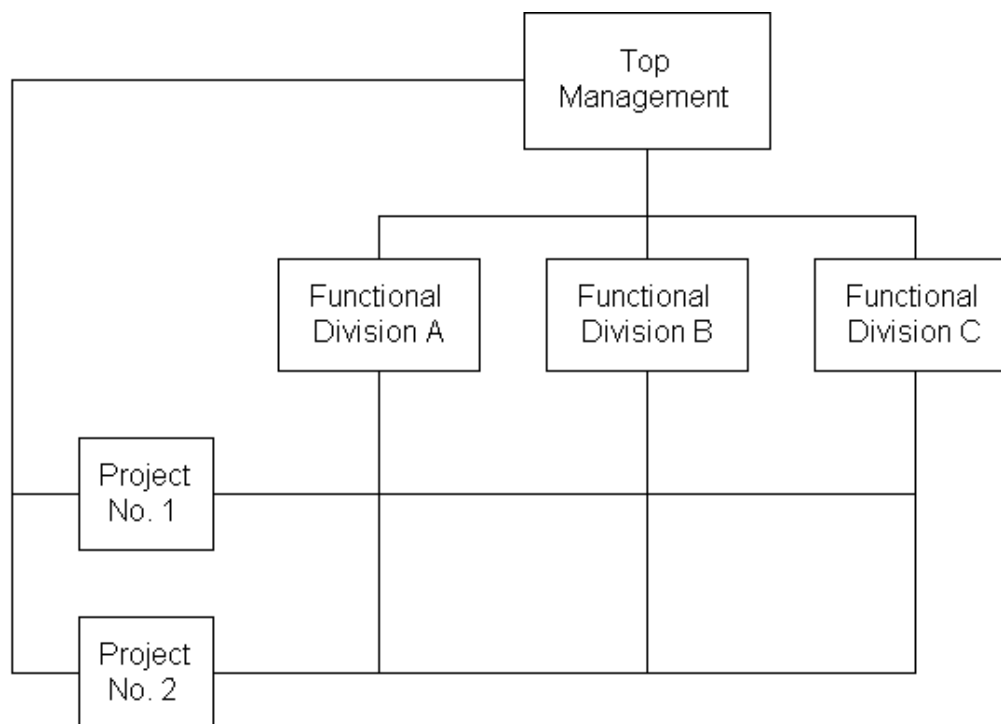 Top
Management
Functional
Division A
Functional
Division B
Functional
Division C
Project
No. 1
Project
No. 2